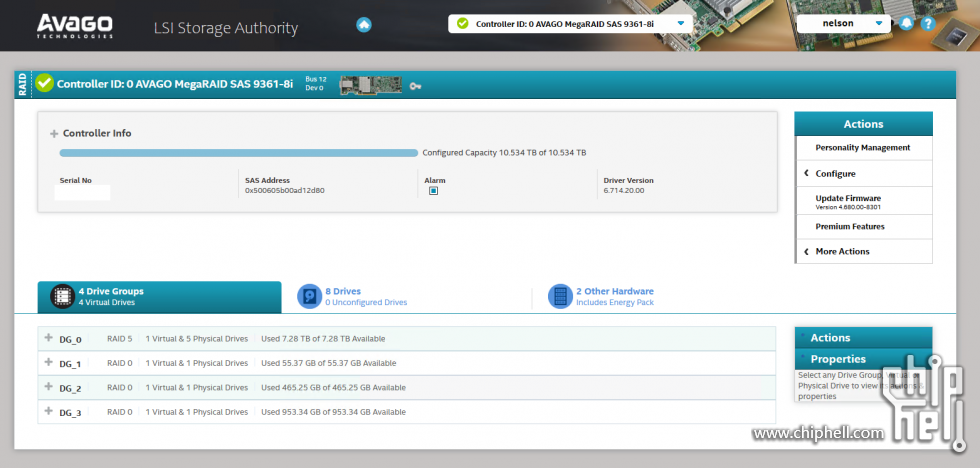 AVAGO
TECHNOLOGIES
LSI Storage Authority
Controller ID: 0 AVAGO MegaRAID SAS 9361-8i
nelson
?
RAID
Controller ID: 0 AVAGO MegaRAID SAS 9361-8i
Bus 12
Dev 0
Controller Info
Configured Capacity 10.534 TB of 10.534 TB
Serial No
SAS Address
0x500605b00ad12d80
Alarm
Driver Version
6.714.20.00
Actions
Personality Management
Configure
Update Firmware
Version 4.680.00-8301
Premium Features
More Actions
4 Drive Groups
4 Virtual Drives
8 Drives
0 Unconfigured Drives
2 Other Hardware
Includes Energy Pack
DG_0 RAID 5 1 Virtual & 5 Physical Drives Used 7.28 TB of 7.28 TB Available
DG_1 RAID 0 1 Virtual & 1 Physical Drives Used 55.37 GB of 55.37 GB Available
DG_2 RAID 0 1 Virtual & 1 Physical Drives Used 465.25 GB of 465.25 GB Available
DG_3 RAID 0 1 Virtual & 1 Physical Drives Used 953.34 GB of 953.34 GB Available
Actions
Properties
Select any Drive Group, Virtual or
Physical Drive to view its actions &
properties
chip
hell
www.chiphell.com